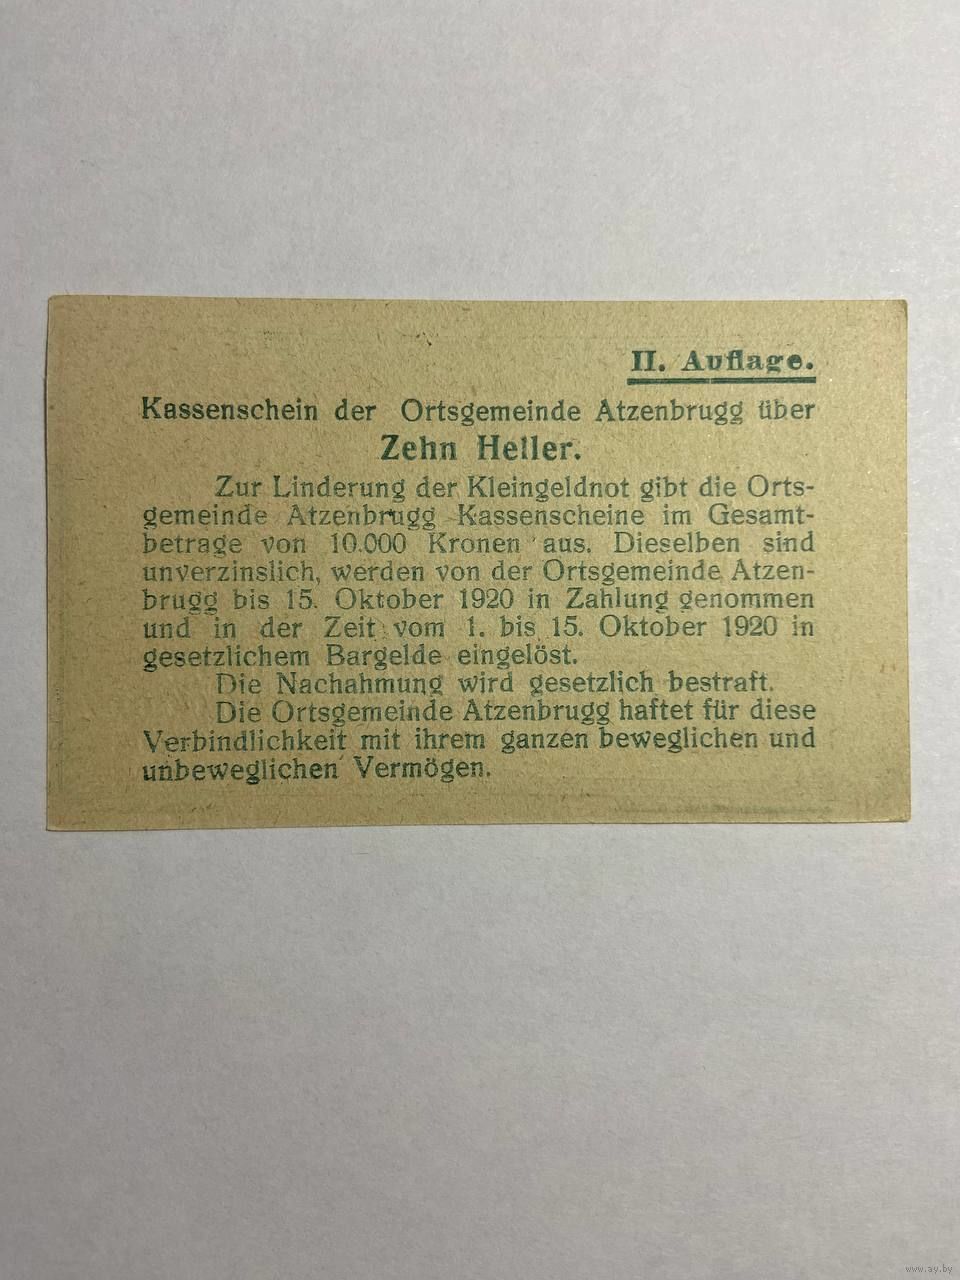 II. Auflage.
Kassenschein der Ortsgemeinde Atzenbrugg über
Zehn Heller.
Zur Linderung der Kleingeldnot gibt die Orts-
gemeinde Atzenbrugg Kassenscheine im Gesamt-
betrage von 10.000 Kronen aus. Dieselben sind
unverzinslich, werden von der Ortsgemeinde Atzen-
brugg bis 15. Oktober 1920 in Zahlung genommen
und in der Zeit vom 1. bis 15. Oktober 1920 in
gesetzlichem Bargelde eingelöst.
Die Nachahmung wird gesetzlich bestraft.
Die Ortsgemeinde Atzenbrugg haftet für diese
Verbindlichkeit mit ihrem ganzen beweglichen und
unbeweglichen Vermögen.
www.ay.by